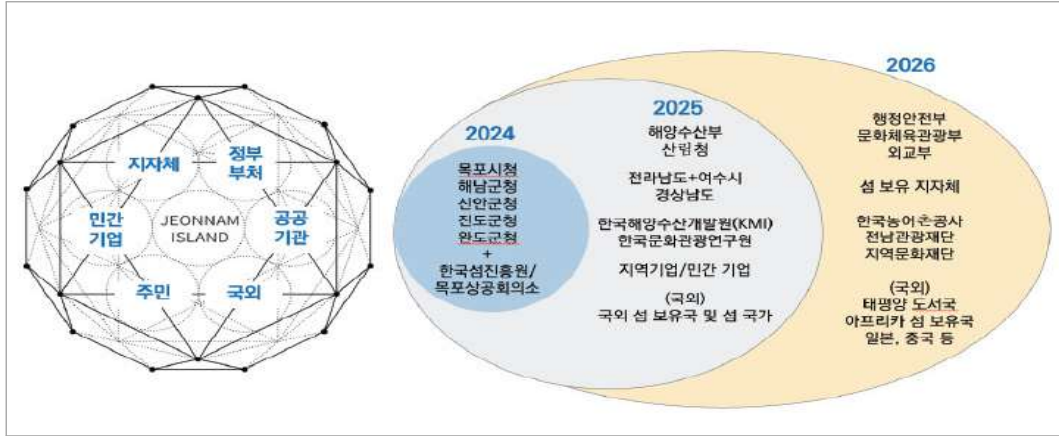 지자체
정부
부처
민간
기업
JEONNAM
ISLAND
공공
기관
주민
국외
2024
목포시청
해남군청
신안군청
진도군청
완도군청
+
한국섬진흥원/
목포상공회의소
2025
해양수산부
산림청
전라남도+여수시
경상남도
한국해양수산개발원(KMI)
한국문화관광연구원
지역기업/민간 기업
(국외)
국외 섬 보유국 및 섬 국가
2026
행정안전부
문화체육관광부
외교부
섬 보유 지자체
한국농어촌공사
전남관광재단
지역문화재단
(국외)
태평양 도서국
아프리카 섬 보유국
일본, 중국 등